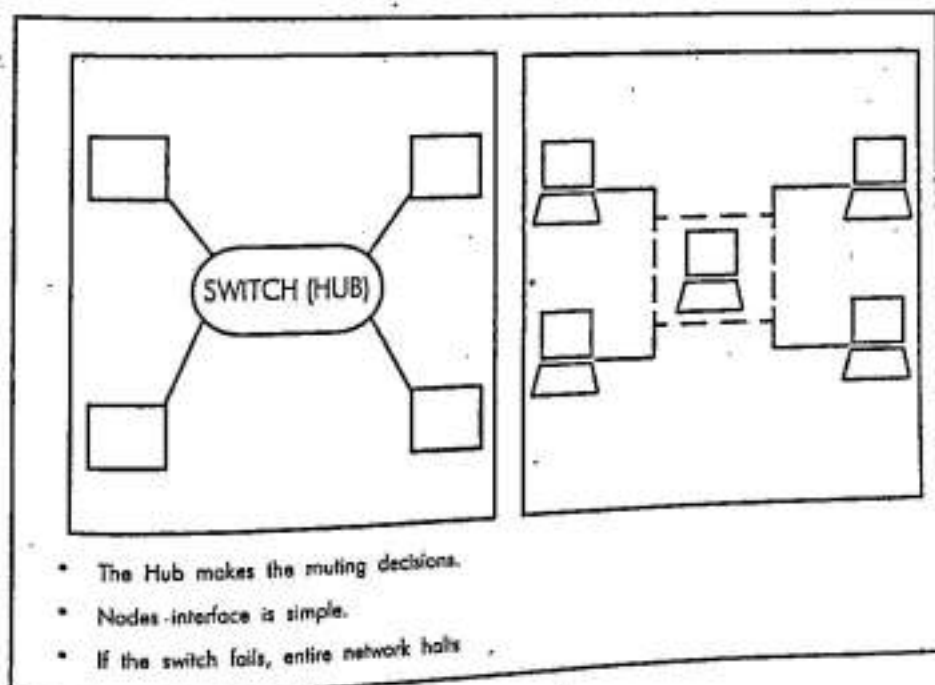 SWITCH (HUB)
* The Hub makes the muting decisions.
* Nodes-interface is simple.
* If the switch fails, entire network halts